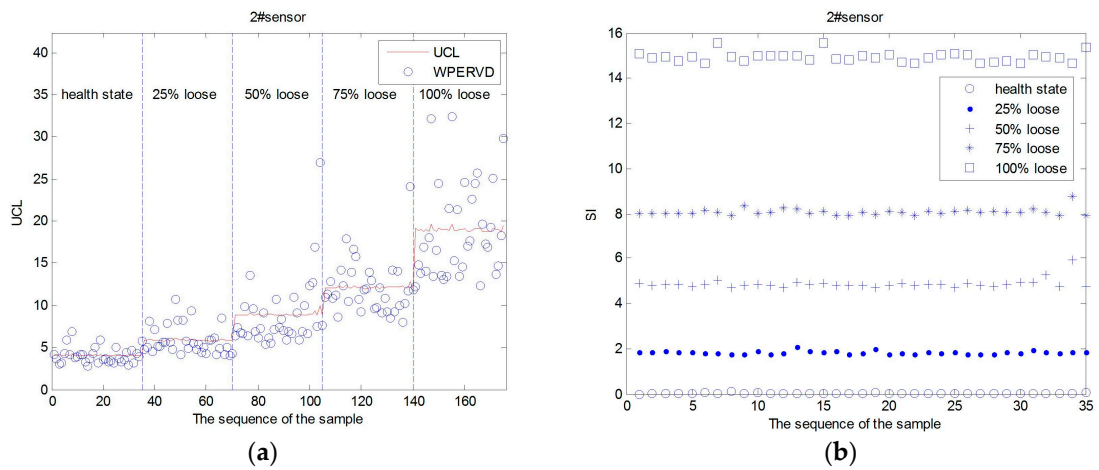 2#sensor
UCL
WPERVD
health state
25% loose
50% loose
75% loose
100% loose
40
35
30
25
20
15
10
5
0
UCL
0
20
40
60
80
100
120
140
160
The sequence of the sample
(a)
2#sensor
health state
25% loose
50% loose
75% loose
100% loose
16
14
12
10
8
6
4
2
0
SI
0
5
10
15
20
25
30
35
The sequence of the sample
(b)